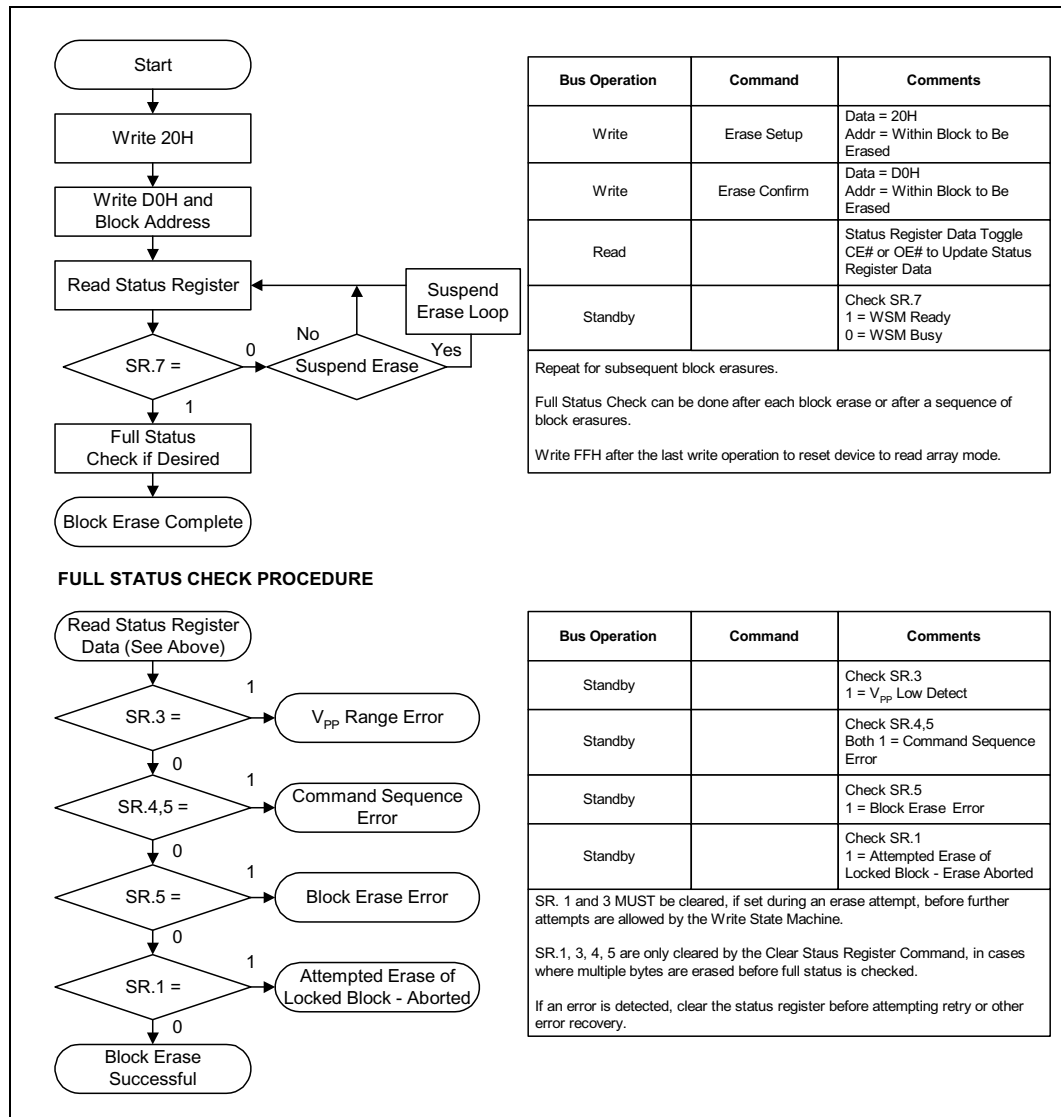 Start
Write 20H
Write D0H and
Block Address
Read Status Register
Suspend
Erase Loop
No
Yes
SR.7 =
0
Suspend Erase
1
Full Status
Check if Desired
Block Erase Complete
Bus Operation Command Comments
Write Erase Setup Data = 20H
Addr = Within Block to Be
Erased
Write Erase Confirm Data = D0H
Addr = Within Block to Be
Erased
Read Status Register Data Toggle
CE# or OE# to Update Status
Register Data
Standby Check SR.7
1 = WSM Ready
0 = WSM Busy
Repeat for subsequent block erasures.
Full Status Check can be done after each block erase or after a sequence of
block erasures.
Write FFH after the last write operation to reset device to read array mode.
FULL STATUS CHECK PROCEDURE
Read Status Register
Data (See Above)
SR.3 =
1
VPP Range Error
0
SR.4,5 =
1
Command Sequence
Error
0
SR.5 =
1
Block Erase Error
0
SR.1 =
1
Attempted Erase of
Locked Block - Aborted
0
Block Erase
Successful
Bus Operation Command Comments
Standby Check SR.3
1 = VPP Low Detect
Standby Check SR.4,5
Both 1 = Command Sequence
Error
Standby Check SR.5
1 = Block Erase Error
Standby Check SR.1
1 = Attempted Erase of
Locked Block - Erase Aborted
SR. 1 and 3 MUST be cleared, if set during an erase attempt, before further
attempts are allowed by the Write State Machine.
SR.1, 3, 4, 5 are only cleared by the Clear Staus Register Command, in cases
where multiple bytes are erased before full status is checked.
If an error is detected, clear the status register before attempting retry or other
error recovery.